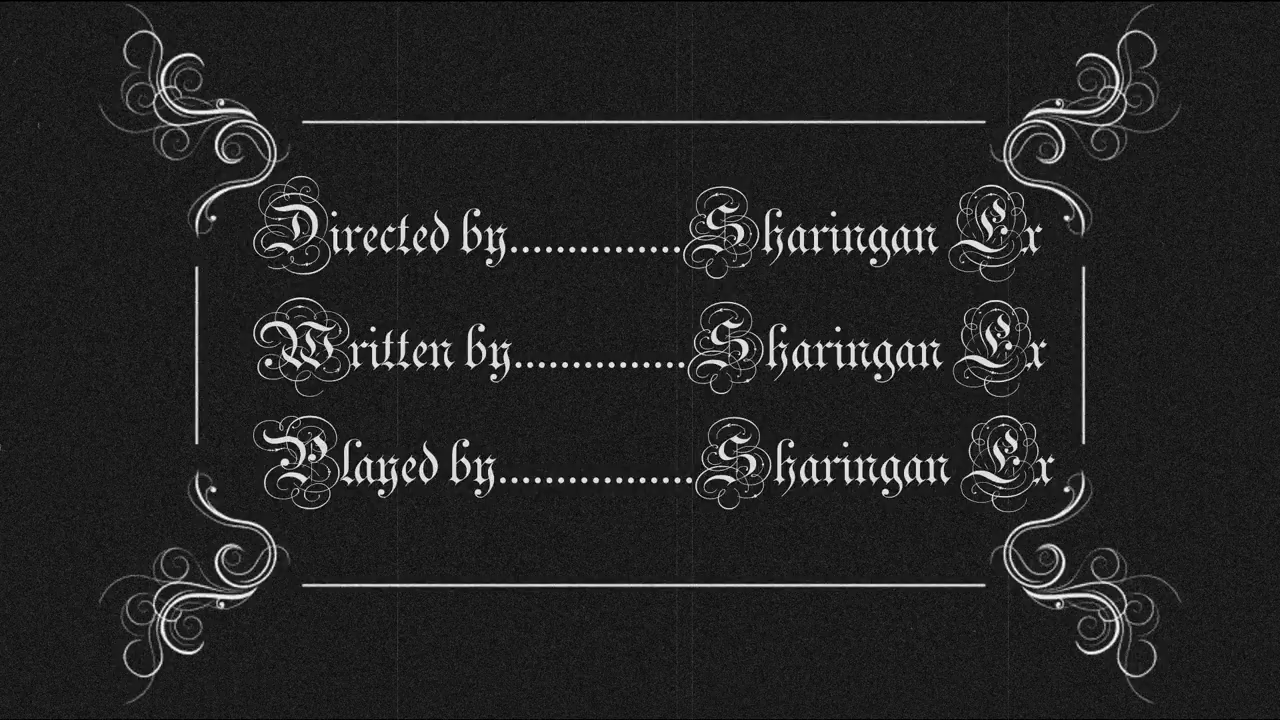 Directed by...............Sharingan Ex
Written by...............Sharingan Ex
Played by.................Sharingan Ex